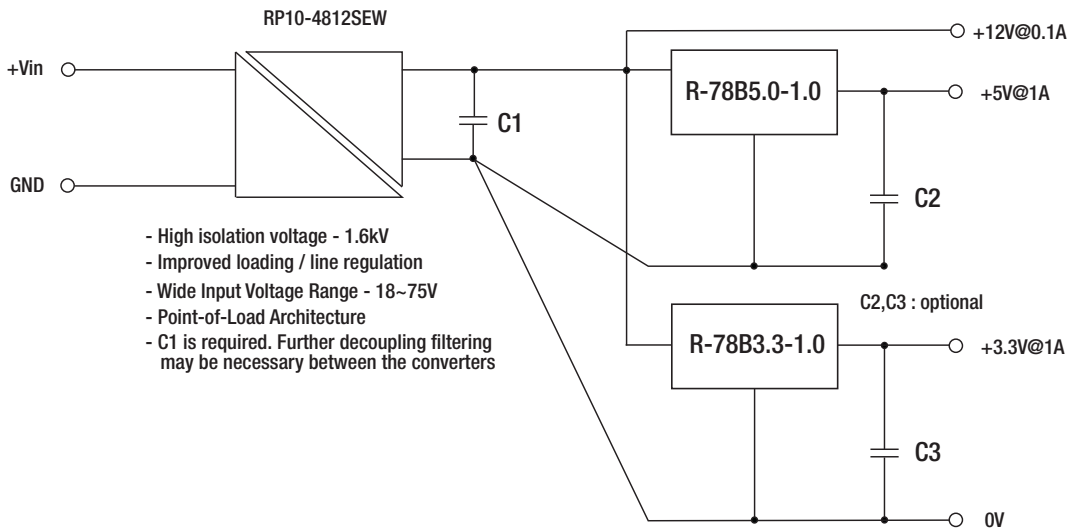 RP10-4812SEW
+Vin
GND
C1
R-78B5.0-1.0
+12V@0.1A
+5V@1A
C2
- High isolation voltage - 1.6kV
- Improved loading / line regulation
- Wide Input Voltage Range - 18~75V
- Point-of-Load Architecture
- C1 is required. Further decoupling filtering
may be necessary between the converters
C2,C3 : optional
R-78B3.3-1.0
+3.3V@1A
C3
0V